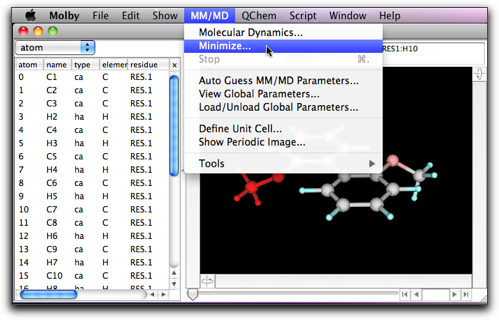 Molby File Edit Show MM/MD QChem Script Window Help
Molecular Dynamics...
Minimize...
Stop ⌘.
Auto Guess MM/MD Parameters...
View Global Parameters...
Load/Unload Global Parameters...
Define Unit Cell...
Show Periodic Image...
Tools
RES1:H10
atom
atom name type elemen residue x
0 C1 ca C RES.1
1 C2 ca C RES.1
2 C3 ca C RES.1
3 H2 ha H RES.1
4 C4 ca C RES.1
5 H3 ha H RES.1
6 C5 ca C RES.1
7 H4 ha H RES.1
8 C6 ca C RES.1
9 H5 ha H RES.1
10 C7 ca C RES.1
11 C8 ca C RES.1
12 H6 ha H RES.1
13 C9 ca C RES.1
14 H7 ha H RES.1
15 C10 ca C RES.1
16 H8 ha H RES.1